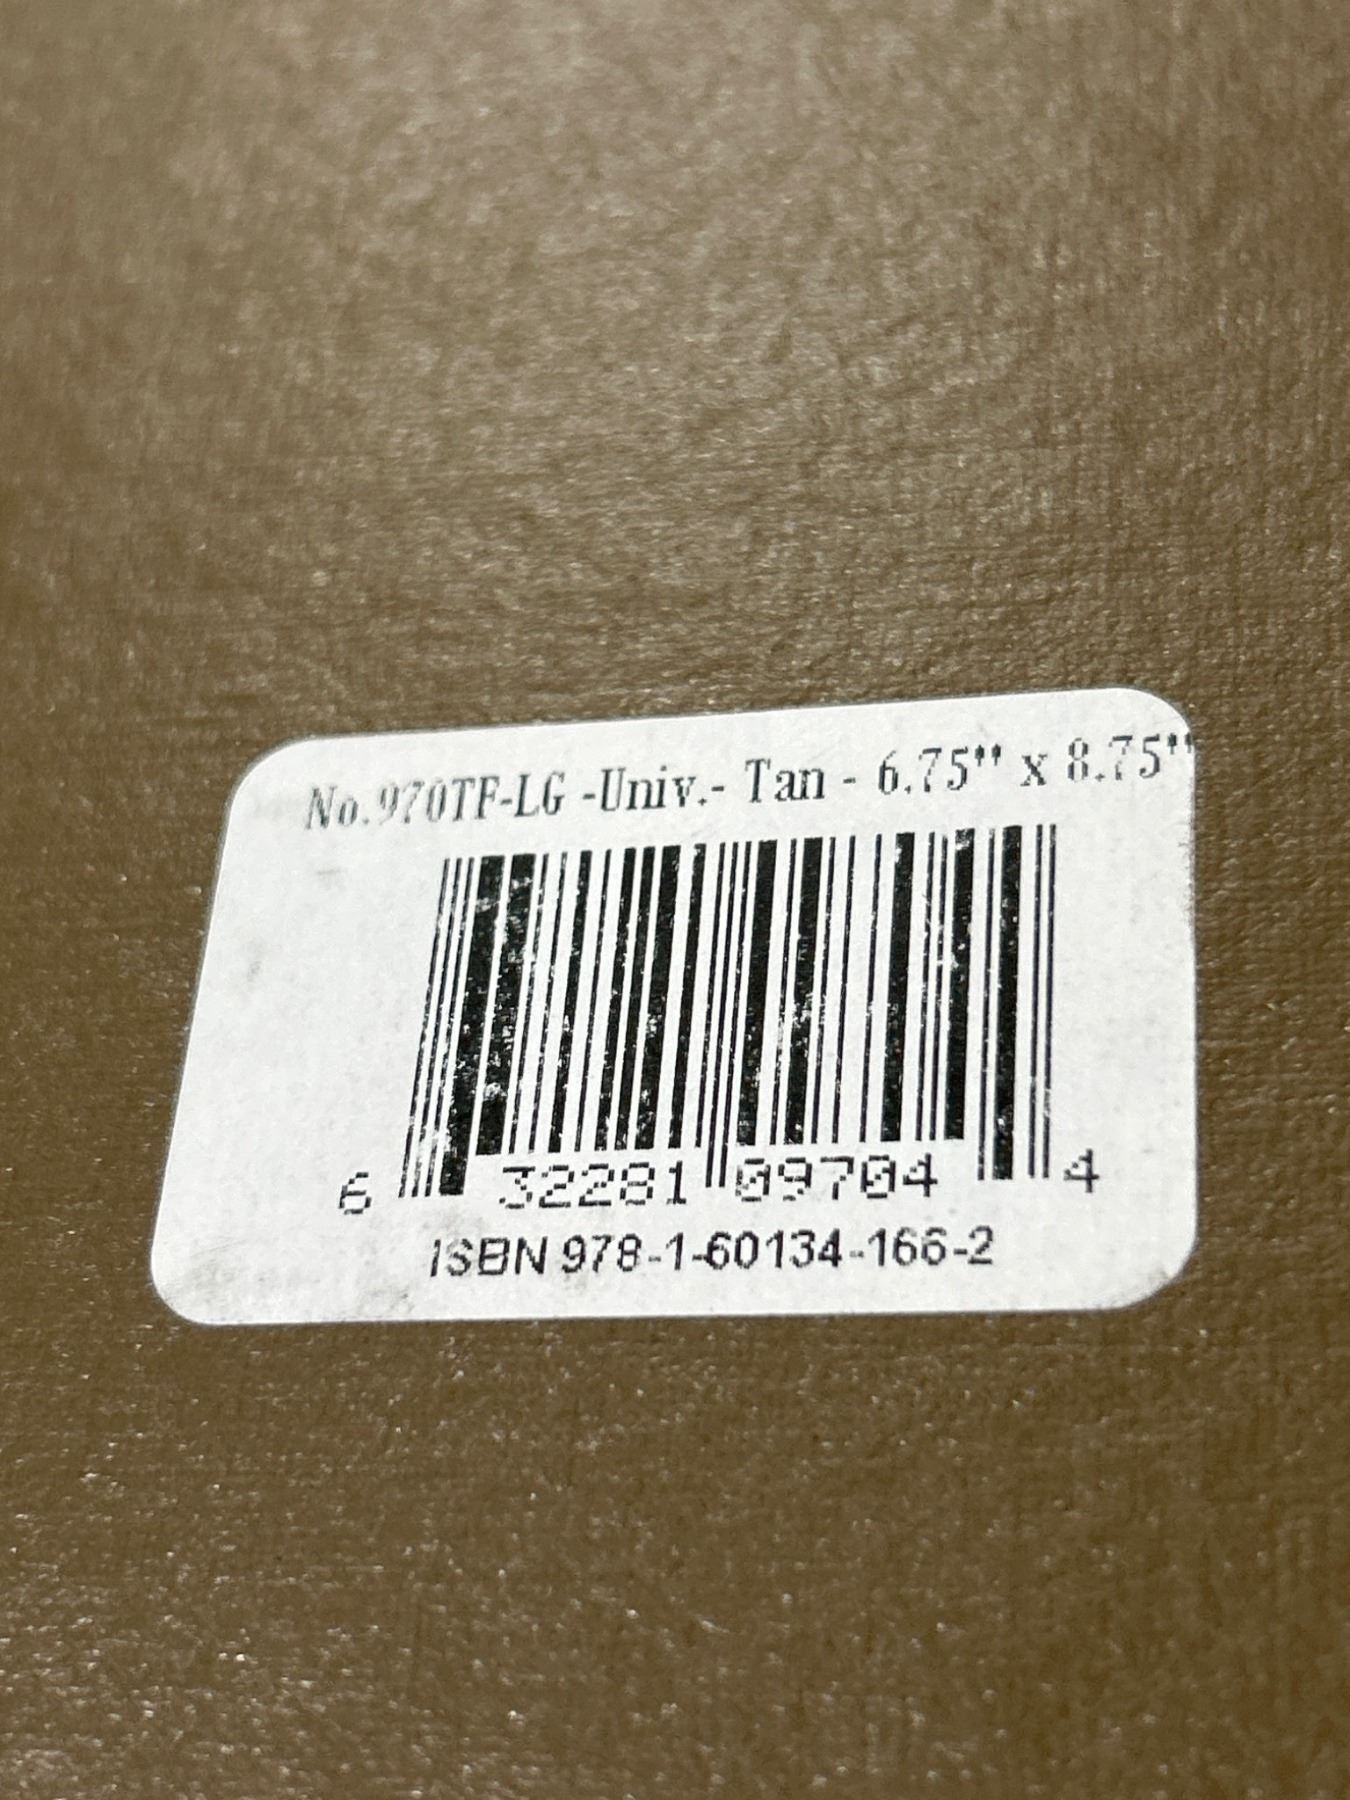 No.970TF-LG -Univ.- Tan - 6.75" x 8.75"
6 32281 09704 4
ISBN 978-1-60134-166-2